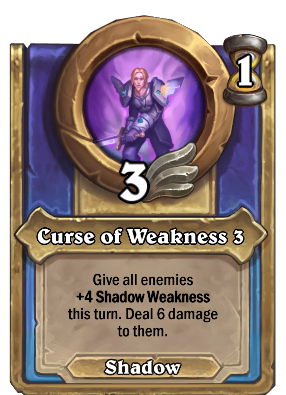 1
3
Curse of Weakness 3
Give all enemies
+4 Shadow Weakness
this turn. Deal 6 damage
to them.
Shadow